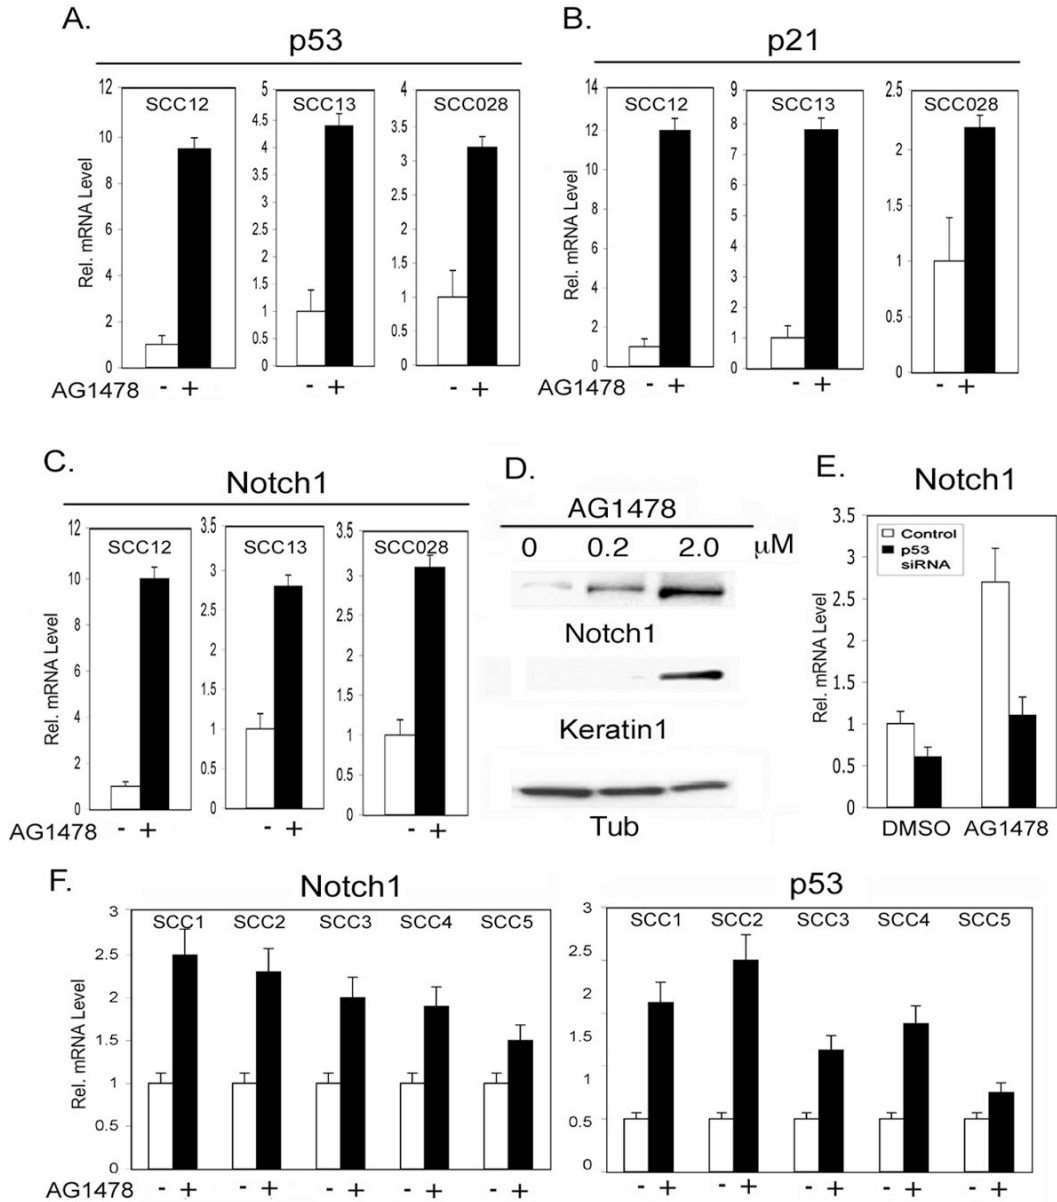 A.
p53
SCC12
SCC13
SCC028
Rel. mRNA Level
12
10
8
6
4
2
0
5
4.5
4
3.5
3
2.5
2
1.5
1
0.5
0
4
3.5
3
2.5
2
1.5
1
0.5
0
AG1478 - + - + - +
B.
p21
SCC12
SCC13
SCC028
Rel. mRNA Level
14
12
10
8
6
4
2
0
9
8
7
6
5
4
3
2
1
0
2.5
2
1.5
1
0.5
0
AG1478 - + - + - +
C.
Notch1
SCC12
SCC13
SCC028
Rel. mRNA Level
12
10
8
6
4
2
0
3.5
3
2.5
2
1.5
1
0.5
0
3.5
3
2.5
2
1.5
1
0.5
0
AG1478 - + - + - +
D.
AG1478
0 0.2 2.0 μM
Notch1
Keratin1
Tub
E.
Notch1
Control
p53
siRNA
Rel. mRNA Level
3.5
3
2.5
2
1.5
1
0.5
0
DMSO AG1478
F.
Notch1
SCC1 SCC2 SCC3 SCC4 SCC5
Rel. mRNA Level
3
2.5
2
1.5
1
0.5
0
AG1478 - + - + - + - + - +
p53
SCC1 SCC2 SCC3 SCC4 SCC5
3
2.5
2
1.5
1
0.5
0
- + - + - + - + - +